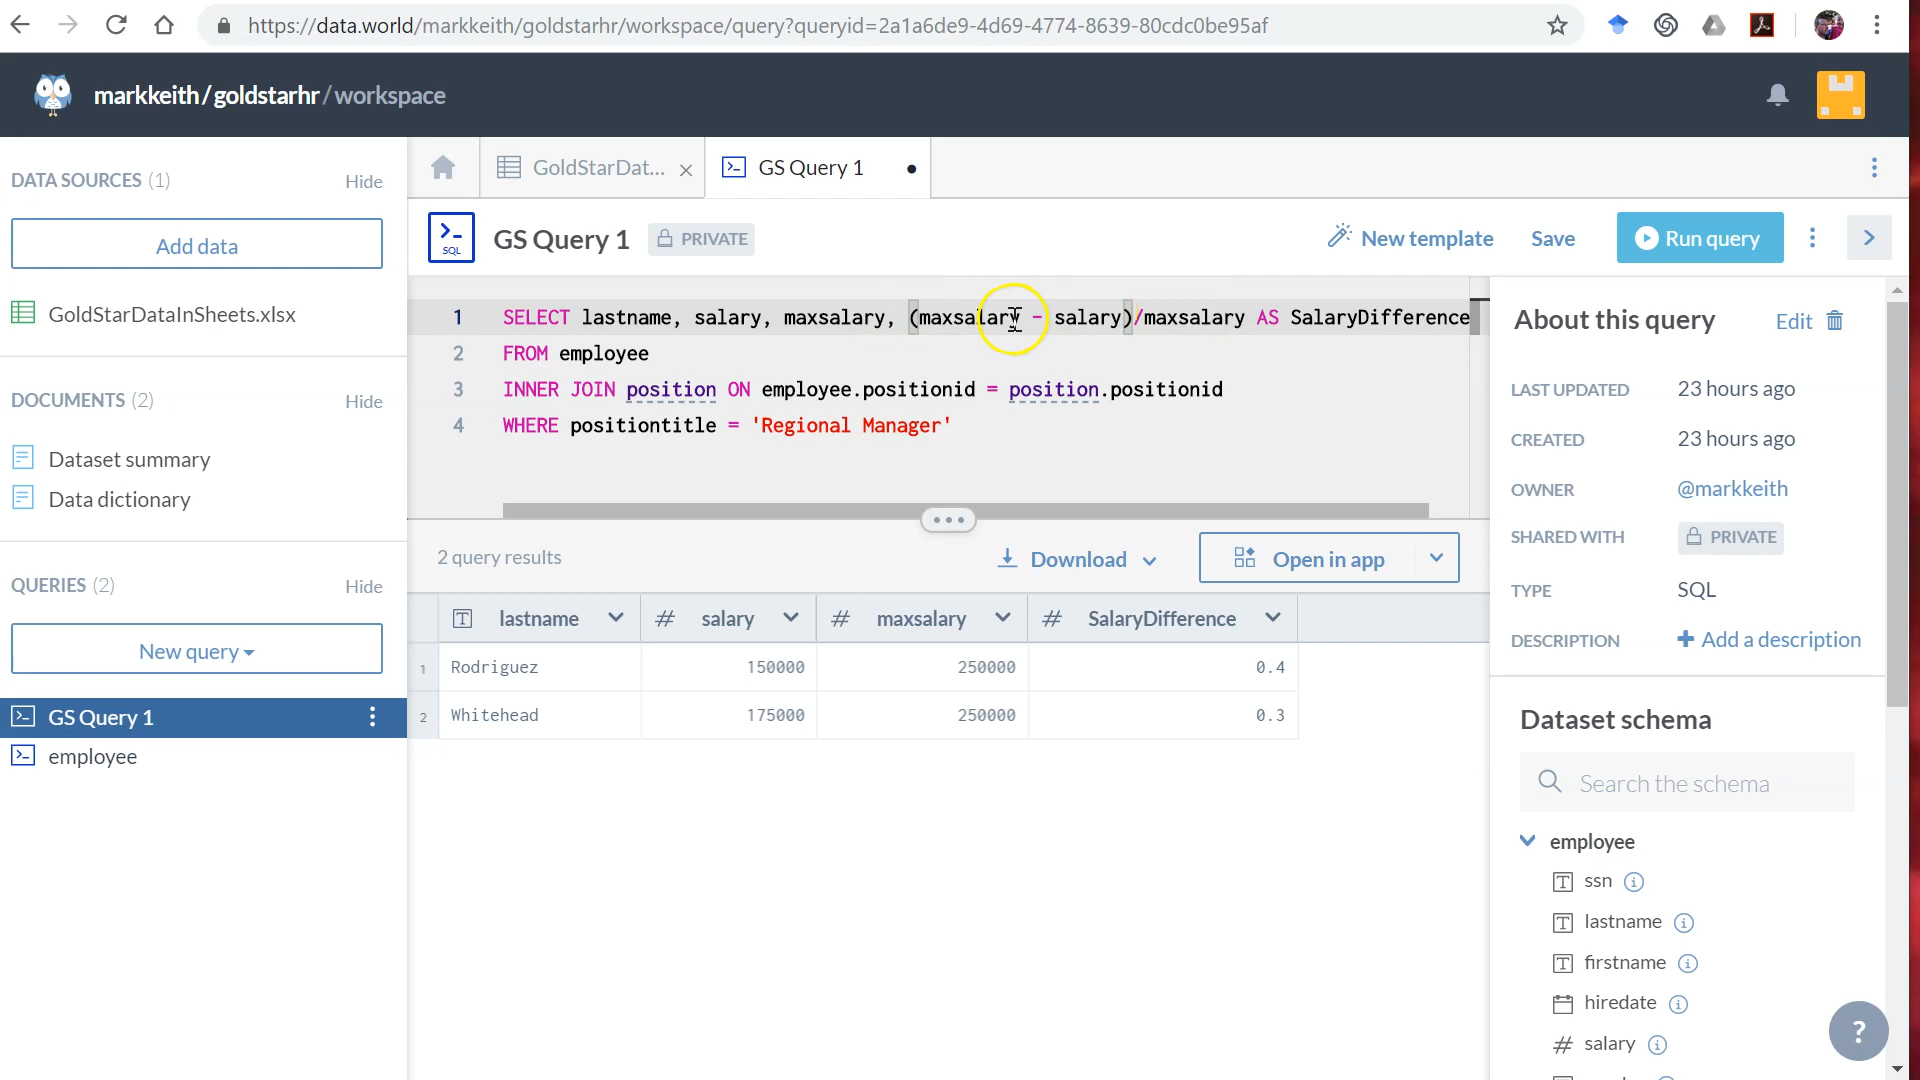 https://data.world/markkeith/goldstarhr/workspace/query?queryid=2a1a6de9-4d69-4774-8639-80cdc0be95af
markkeith/goldstarhr/workspace
DATA SOURCES (1)
Hide
Add data
GoldStarDataInSheets.xlsx
DOCUMENTS (2)
Hide
Dataset summary
Data dictionary
QUERIES (2)
Hide
New query
GS Query 1
employee
GoldStarDat...
GS Query 1
SQL
GS Query 1
PRIVATE
New template
Save
Run query
1 SELECT lastname, salary, maxsalary, (maxsalary - salary)/maxsalary AS SalaryDifference
2 FROM employee
3 INNER JOIN position ON employee.positionid = position.positionid
4 WHERE positiontitle = 'Regional Manager'
2 query results
Download
Open in app
lastname # salary # maxsalary # SalaryDifference
1 Rodriguez 150000 250000 0.4
2 Whitehead 175000 250000 0.3
About this query
Edit
LAST UPDATED 23 hours ago
CREATED 23 hours ago
OWNER @markkeith
SHARED WITH PRIVATE
TYPE SQL
DESCRIPTION + Add a description
Dataset schema
Search the schema
employee
T ssn
T lastname
T firstname
hiredate
# salary
?